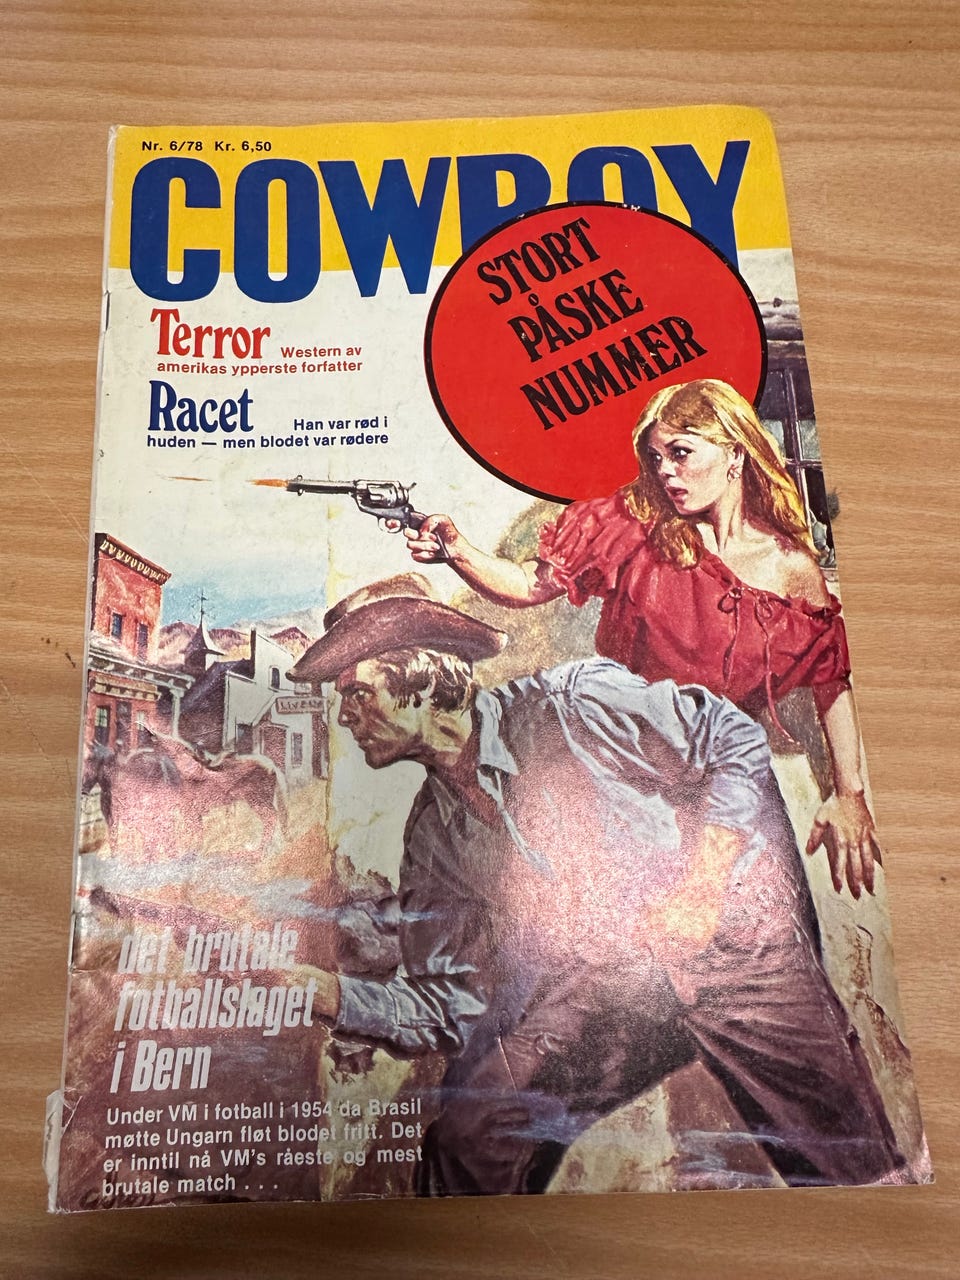 Nr. 6/78 Kr. 6,50
COWBOY
STORT
PÅSKE
NUMMER
Terror Western av
amerikas ypperste forfatter
Racet Han var rød i
huden — men blodet var rødere
LIVERY
Det brutale
fotballslaget
i Bern
Under VM i fotball i 1954 da Brasil
møtte Ungarn fløt blodet fritt. Det
er inntil nå VM's råeste og mest
brutale match . . .